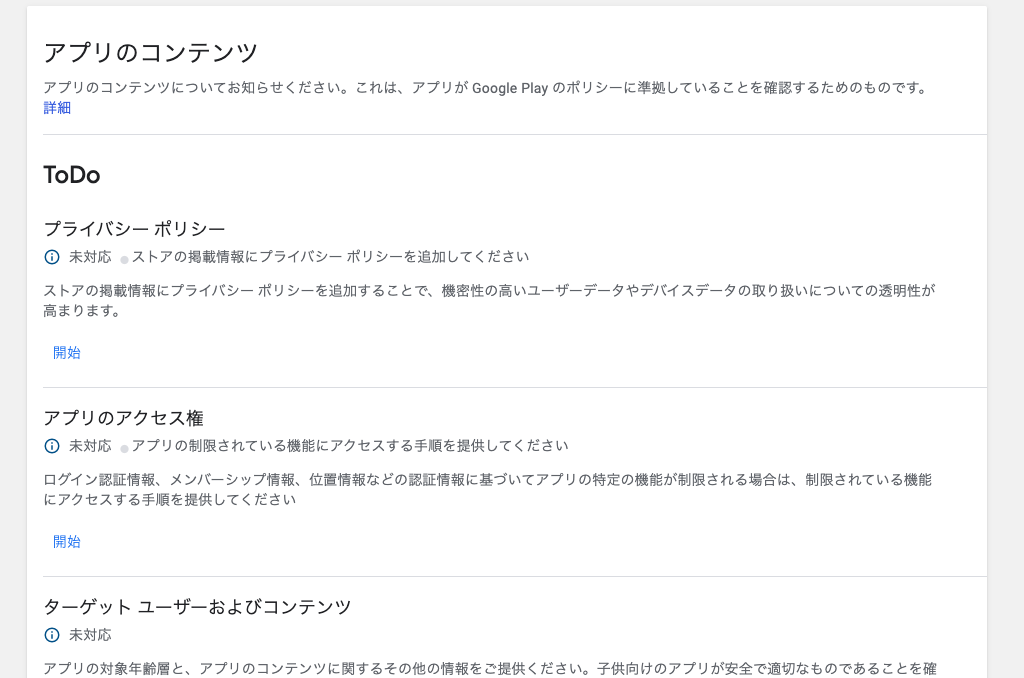 アプリのコンテンツ
アプリのコンテンツについてお知らせください。これは、アプリが Google Play のポリシーに準拠していることを確認するためのものです。
詳細
ToDo
プライバシー ポリシー
未対応 ストアの掲載情報にプライバシー ポリシーを追加してください
ストアの掲載情報にプライバシー ポリシーを追加することで、機密性の高いユーザーデータやデバイスデータの取り扱いについての透明性が
高まります。
開始
アプリのアクセス権
未対応 アプリの制限されている機能にアクセスする手順を提供してください
ログイン認証情報、メンバーシップ情報、位置情報などの認証情報に基づいてアプリの特定の機能が制限される場合は、制限されている機能
にアクセスする手順を提供してください
開始
ターゲット ユーザーおよびコンテンツ
未対応
アプリの対象年齢層と、アプリのコンテンツに関するその他の情報をご提供ください。子供向けのアプリが安全で適切なものであることを確